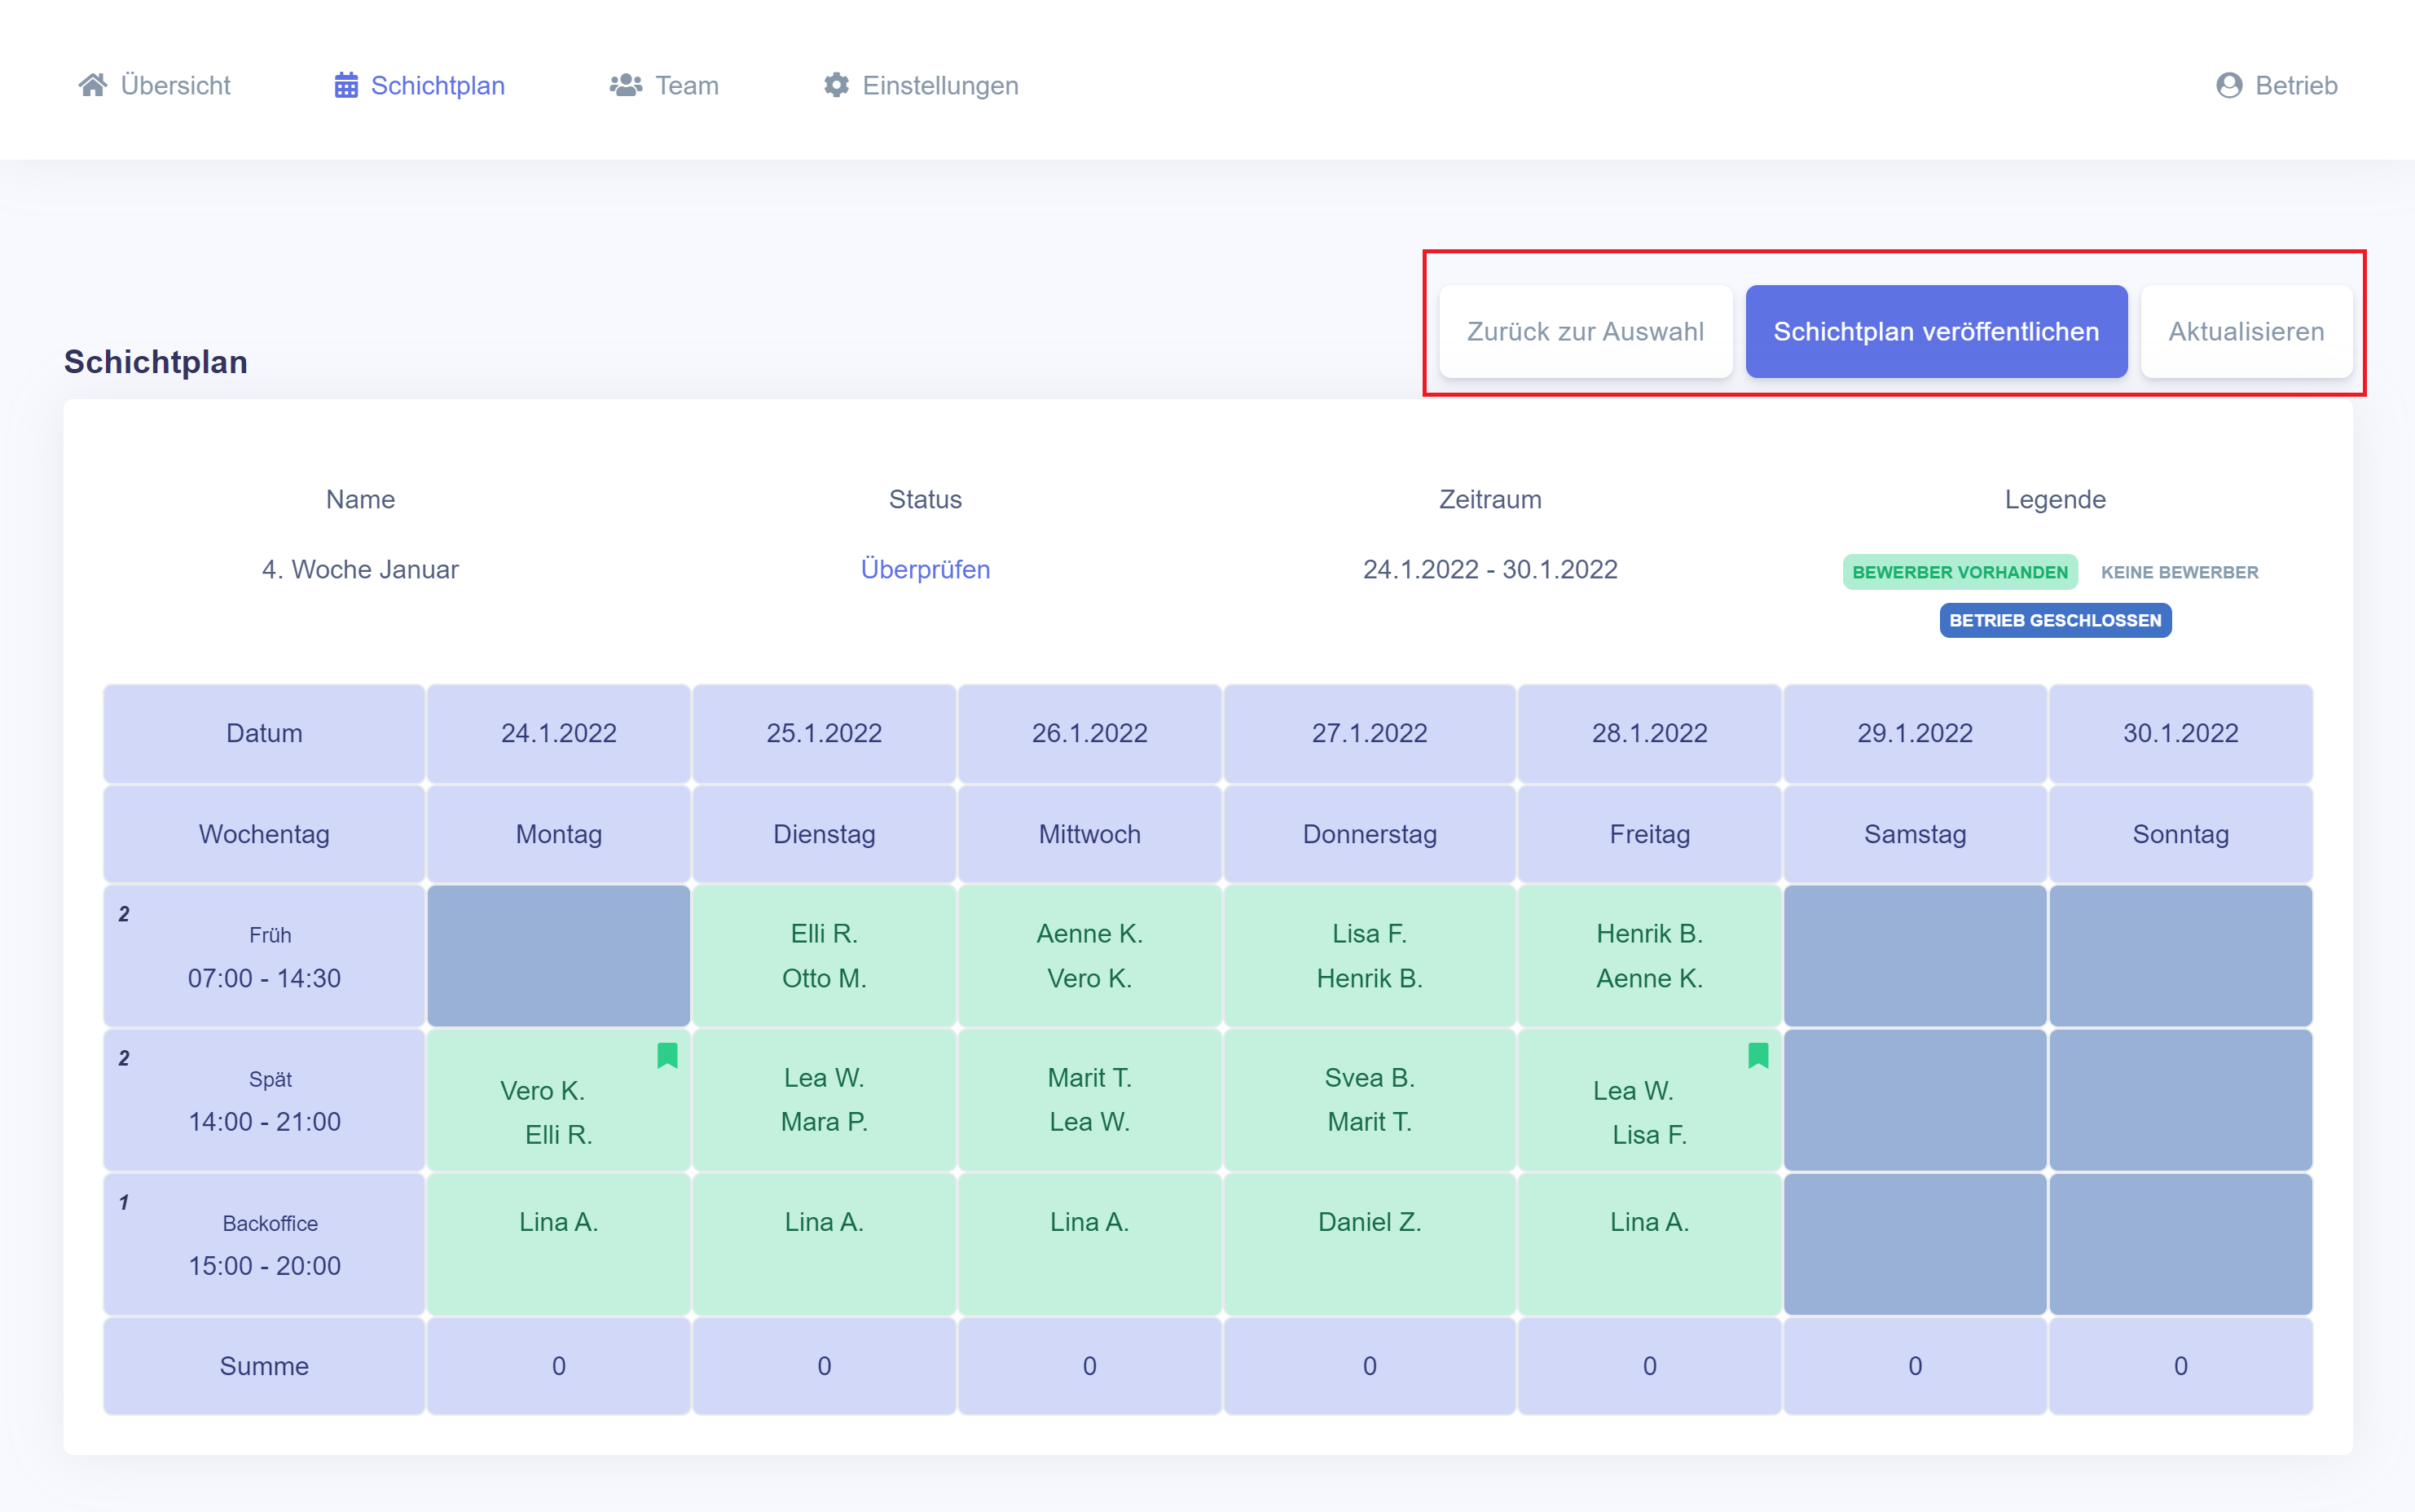 Übersicht Schichtplan Team Einstellungen Betrieb
Zurück zur Auswahl Schichtplan veröffentlichen Aktualisieren
Schichtplan
Name Status Zeitraum Legende
4. Woche Januar Überprüfen 24.1.2022 - 30.1.2022 BEWERBER VORHANDEN KEINE BEWERBER
BETRIEB GESCHLOSSEN
Datum 24.1.2022 25.1.2022 26.1.2022 27.1.2022 28.1.2022 29.1.2022 30.1.2022
Wochentag Montag Dienstag Mittwoch Donnerstag Freitag Samstag Sonntag
2
Früh Elli R. Aenne K. Lisa F. Henrik B.
07:00 - 14:30 Otto M. Vero K. Henrik B. Aenne K.
2
Spät Vero K. Lea W. Marit T. Svea B. Lea W.
14:00 - 21:00 Elli R. Mara P. Lea W. Marit T. Lisa F.
1
Backoffice Lina A. Lina A. Lina A. Daniel Z. Lina A.
15:00 - 20:00
Summe 0 0 0 0 0 0 0